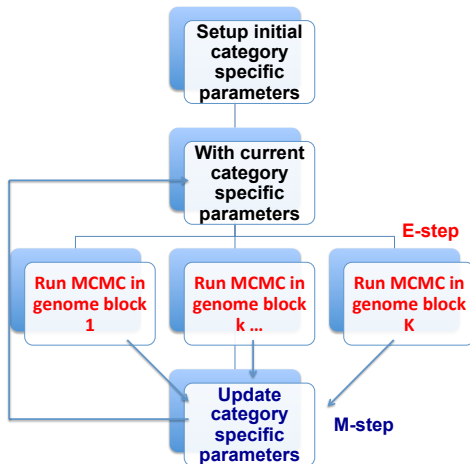 Setup initial
category
specific
parameters
With current
category
specific
parameters
E-step
Run MCMC in
genome block
1
Run MCMC in
genome block
k ...
Run MCMC in
genome block
K
Update
category
specific
parameters
M-step